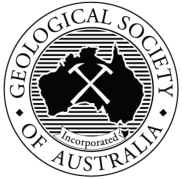 GEOLOGICAL SOCIETY
OF AUSTRALIA
Incorporated